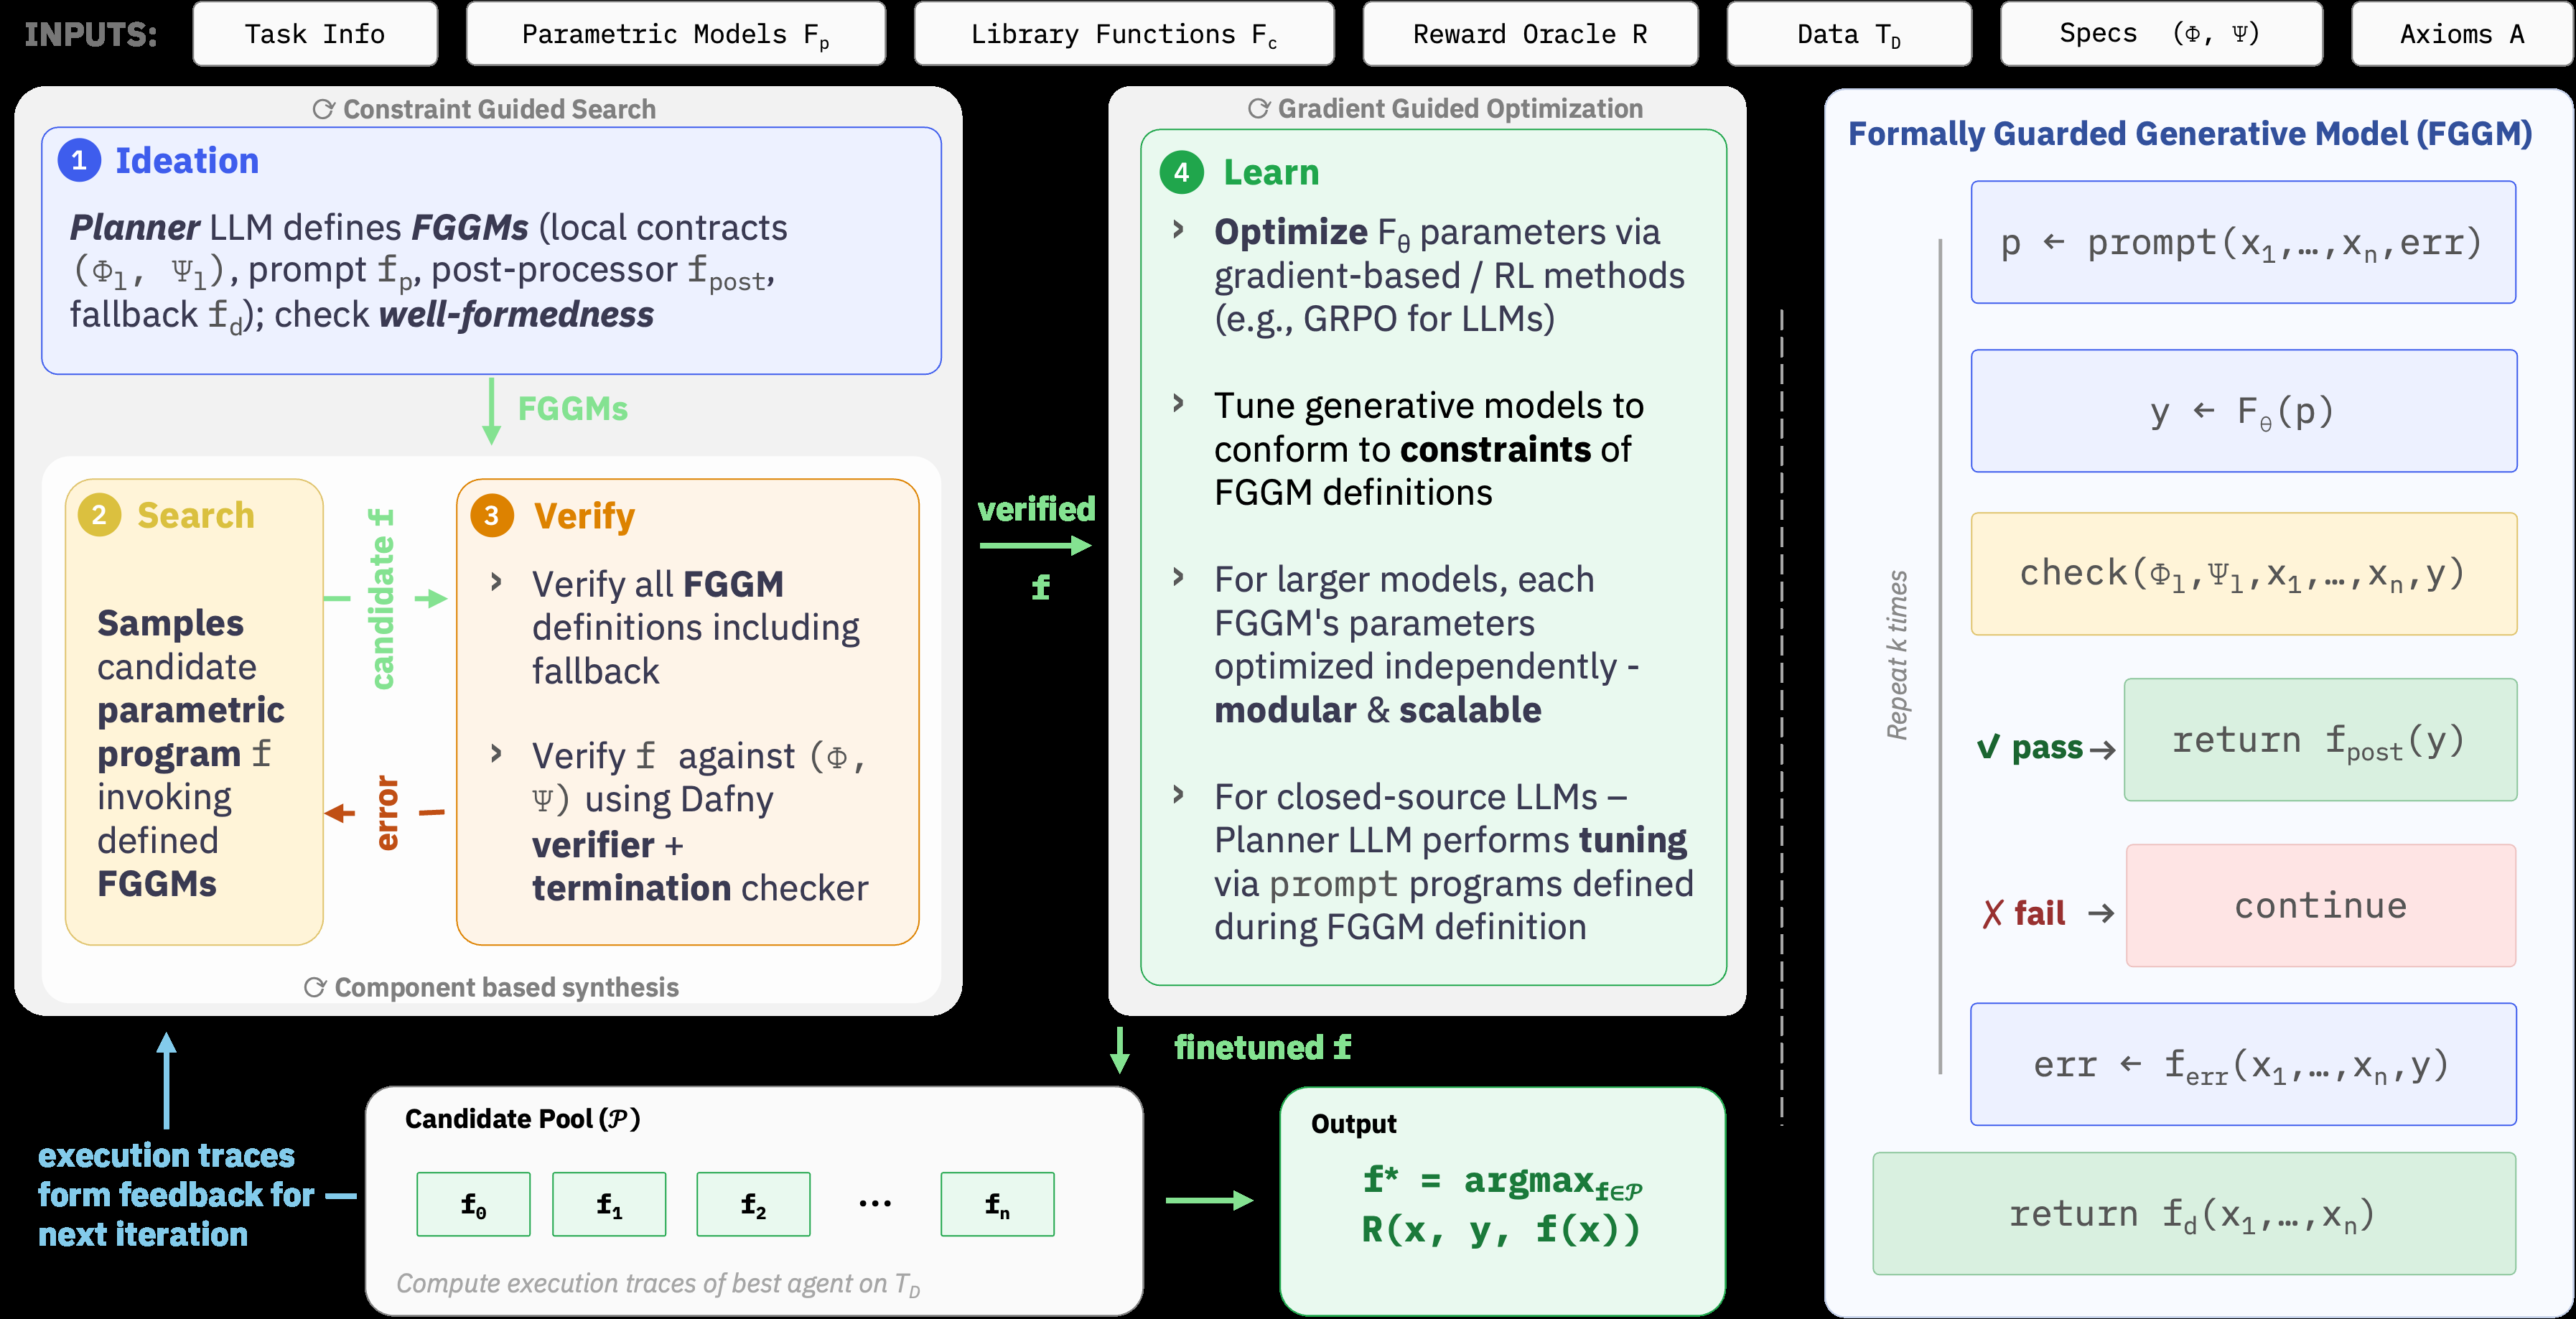 INPUTS:
Task Info
Parametric Models Fp
Library Functions Fc
Reward Oracle R
Data TD
Specs (Φ, Ψ)
Axioms A
⟳ Constraint Guided Search
1 Ideation
Planner LLM defines FGGMs (local contracts
(Φl, Ψl), prompt fp, post-processor fpost,
fallback fd); check well-formedness
FGGMs
2 Search
Samples
candidate
parametric
program f
invoking
defined
FGGMs
candidate f
error
3 Verify
› Verify all FGGM
definitions including
fallback
› Verify f against (Φ,
Ψ) using Dafny
verifier +
termination checker
⟳ Component based synthesis
verified
f
⟳ Gradient Guided Optimization
4 Learn
› Optimize Fθ parameters via
gradient-based / RL methods
(e.g., GRPO for LLMs)
› Tune generative models to
conform to constraints of
FGGM definitions
› For larger models, each
FGGM's parameters
optimized independently -
modular & scalable
› For closed-source LLMs –
Planner LLM performs tuning
via prompt programs defined
during FGGM definition
finetuned f
execution traces
form feedback for
next iteration
Candidate Pool (𝒫)
f0 f1 f2 ... fn
Compute execution traces of best agent on TD
Output
f* = argmaxf∈𝒫
R(x, y, f(x))
Formally Guarded Generative Model (FGGM)
Repeat k times
p ← prompt(x1,…,xn,err)
y ← Fθ(p)
check(Φl,Ψl,x1,…,xn,y)
✓ pass → return fpost(y)
✗ fail → continue
err ← ferr(x1,…,xn,y)
return fd(x1,…,xn)